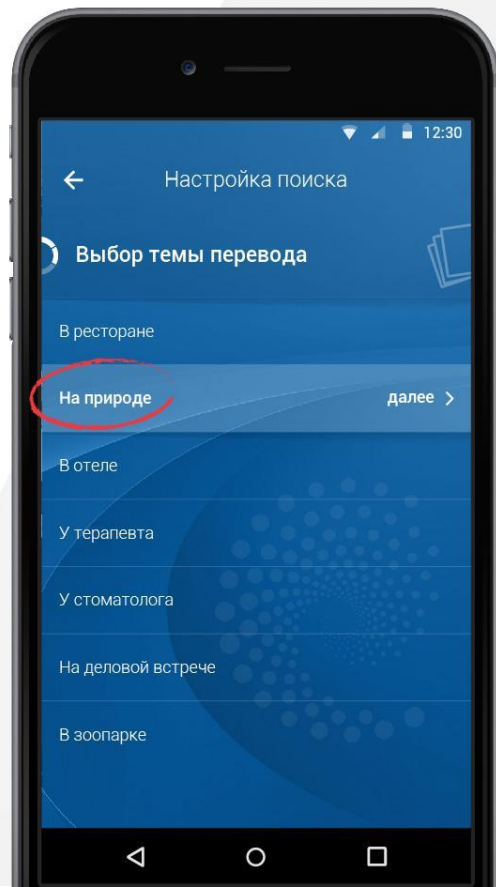 12:30
Настройка поиска
Выбор темы перевода
В ресторане
На природе далее
В отеле
У терапевта
У стоматолога
На деловой встрече
В зоопарке